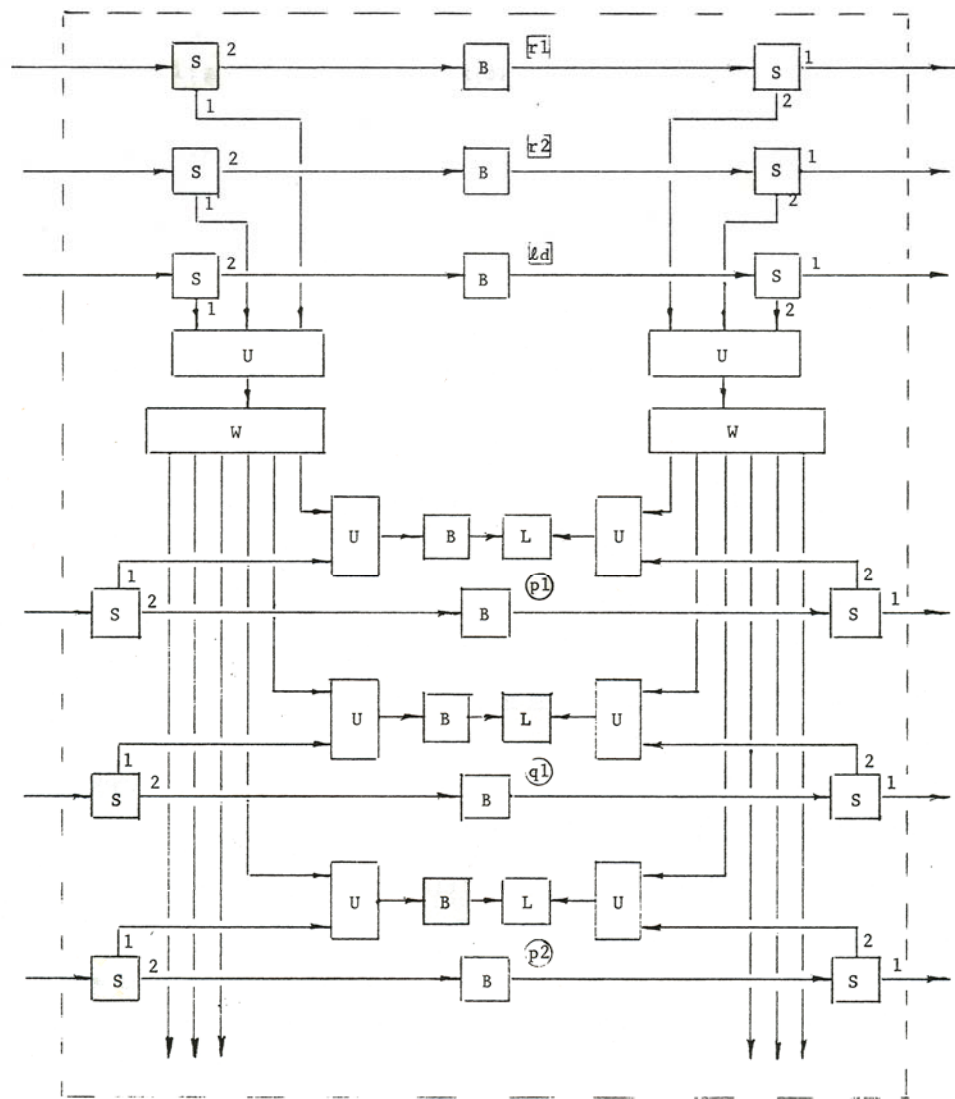 S 2 B r1 S 1
1 2
S 2 B r2 S 1
1 2
S 2 B ld S 1
1 2
U U
W W
U B L U
1 2
S 2 B p1 S 1
U B L U
1 2
S 2 B q1 S 1
U B L U
1 2
S 2 B p2 S 1